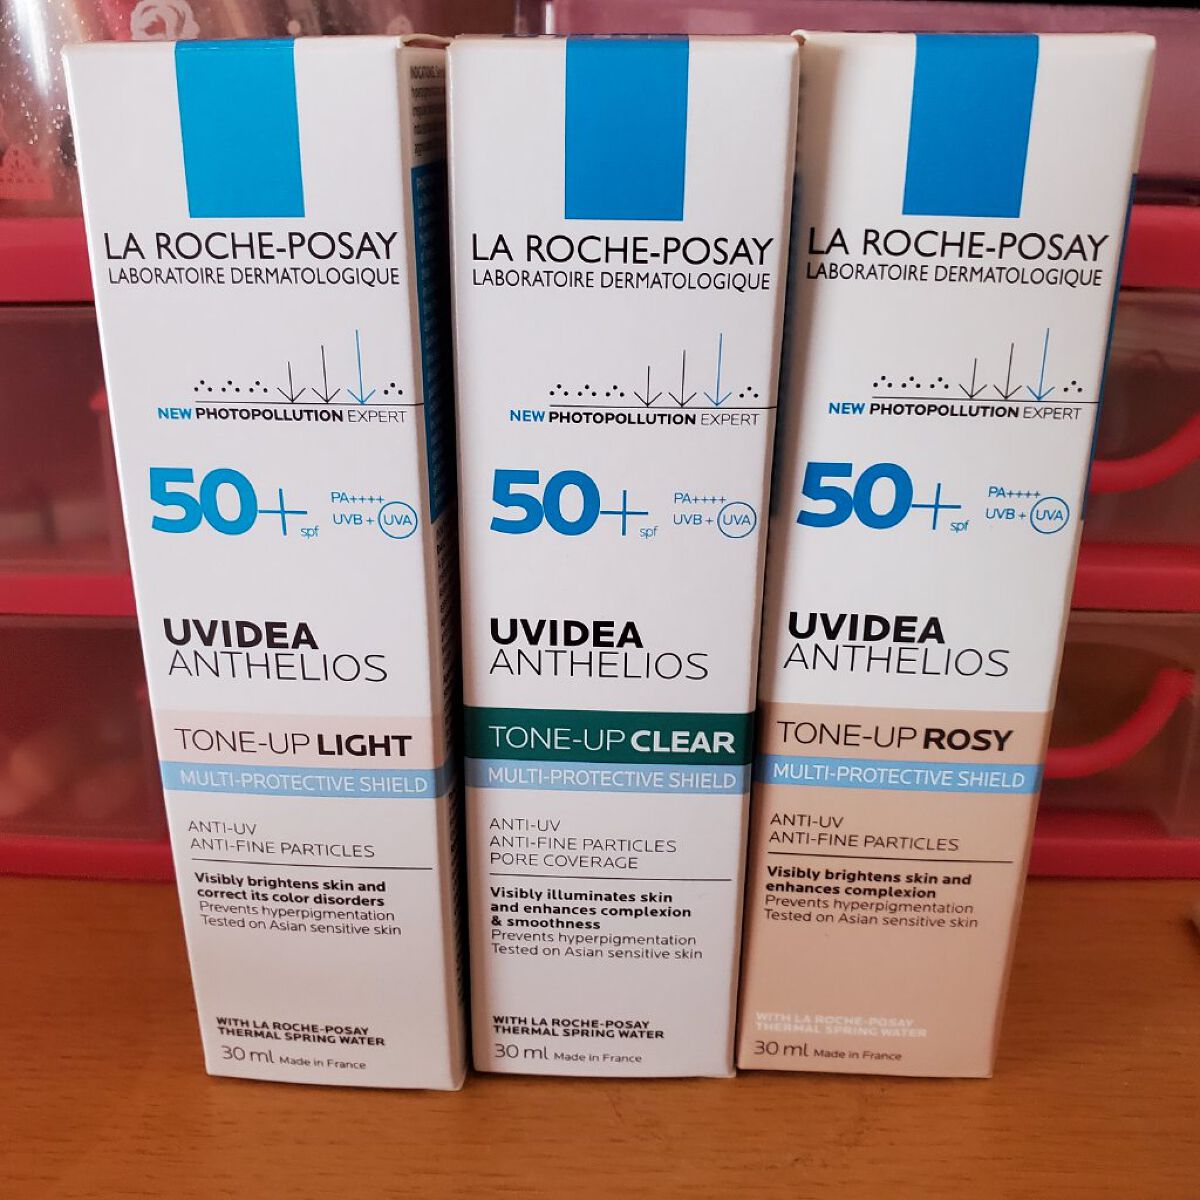 LA ROCHE-POSAY
LABORATOIRE DERMATOLOGIQUE
NEW PHOTOPOLLUTION EXPERT
50+ spf
PA++++
UVB + UVA
UVIDEA
ANTHELIOS
TONE-UP LIGHT
MULTI-PROTECTIVE SHIELD
ANTI-UV
ANTI-FINE PARTICLES
Visibly brightens skin and
correct its color disorders
Prevents hyperpigmentation
Tested on Asian sensitive skin
WITH LA ROCHE-POSAY
THERMAL SPRING WATER
30 ml Made in France
LA ROCHE-POSAY
LABORATOIRE DERMATOLOGIQUE
NEW PHOTOPOLLUTION EXPERT
50+ spf
PA++++
UVB + UVA
UVIDEA
ANTHELIOS
TONE-UP CLEAR
MULTI-PROTECTIVE SHIELD
ANTI-UV
ANTI-FINE PARTICLES
PORE COVERAGE
Visibly illuminates skin
and enhances complexion
& smoothness
Prevents hyperpigmentation
Tested on Asian sensitive skin
WITH LA ROCHE-POSAY
THERMAL SPRING WATER
30 ml Made in France
LA ROCHE-POSAY
LABORATOIRE DERMATOLOGIQUE
NEW PHOTOPOLLUTION EXPERT
50+ spf
PA++++
UVB + UVA
UVIDEA
ANTHELIOS
TONE-UP ROSY
MULTI-PROTECTIVE SHIELD
ANTI-UV
ANTI-FINE PARTICLES
Visibly brightens skin and
enhances complexion
Prevents hyperpigmentation
Tested on Asian sensitive skin
WITH LA ROCHE-POSAY
THERMAL SPRING WATER
30 ml Made in France